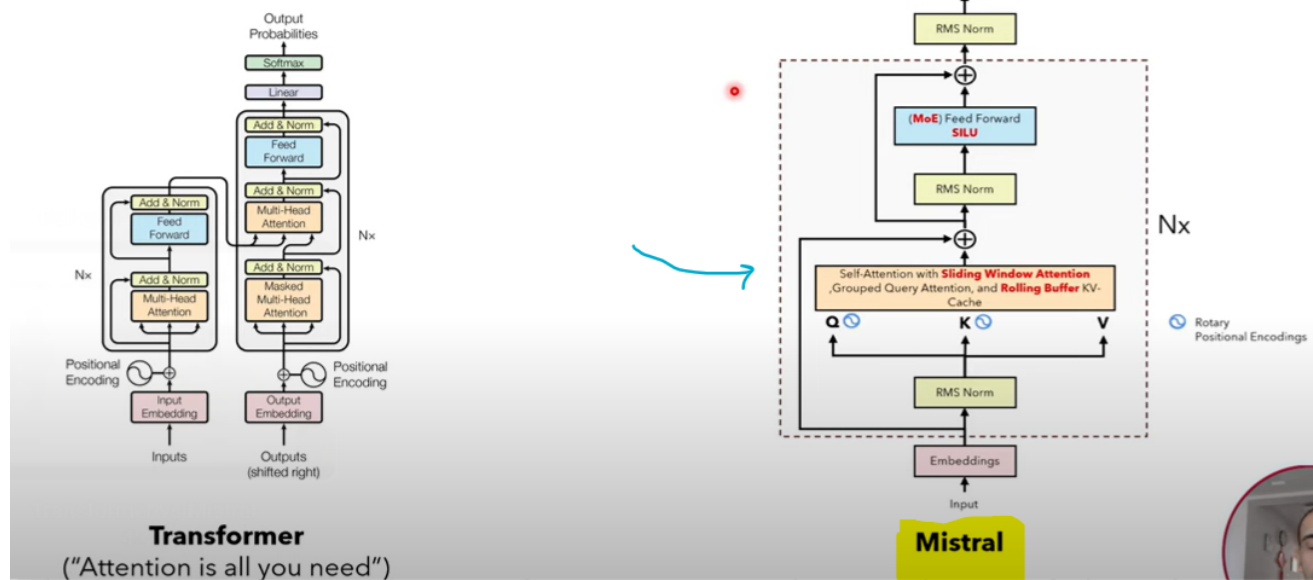 Output
Probabilities
Softmax
Linear
Add & Norm
Feed
Forward
Add & Norm
Multi-Head
Attention
Nx
Add & Norm
Masked
Multi-Head
Attention
Positional
Encoding
Output
Embedding
Outputs
(shifted right)
Add & Norm
Feed
Forward
Nx
Add & Norm
Multi-Head
Attention
Positional
Encoding
Input
Embedding
Inputs
Transformer
("Attention is all you need")
RMS Norm
(MoE) Feed Forward
SILU
RMS Norm
Nx
Self-Attention with Sliding Window Attention
,Grouped Query Attention, and Rolling Buffer KV-
Cache
Q K V
Rotary
Positional Encodings
RMS Norm
Embeddings
Input
Mistral